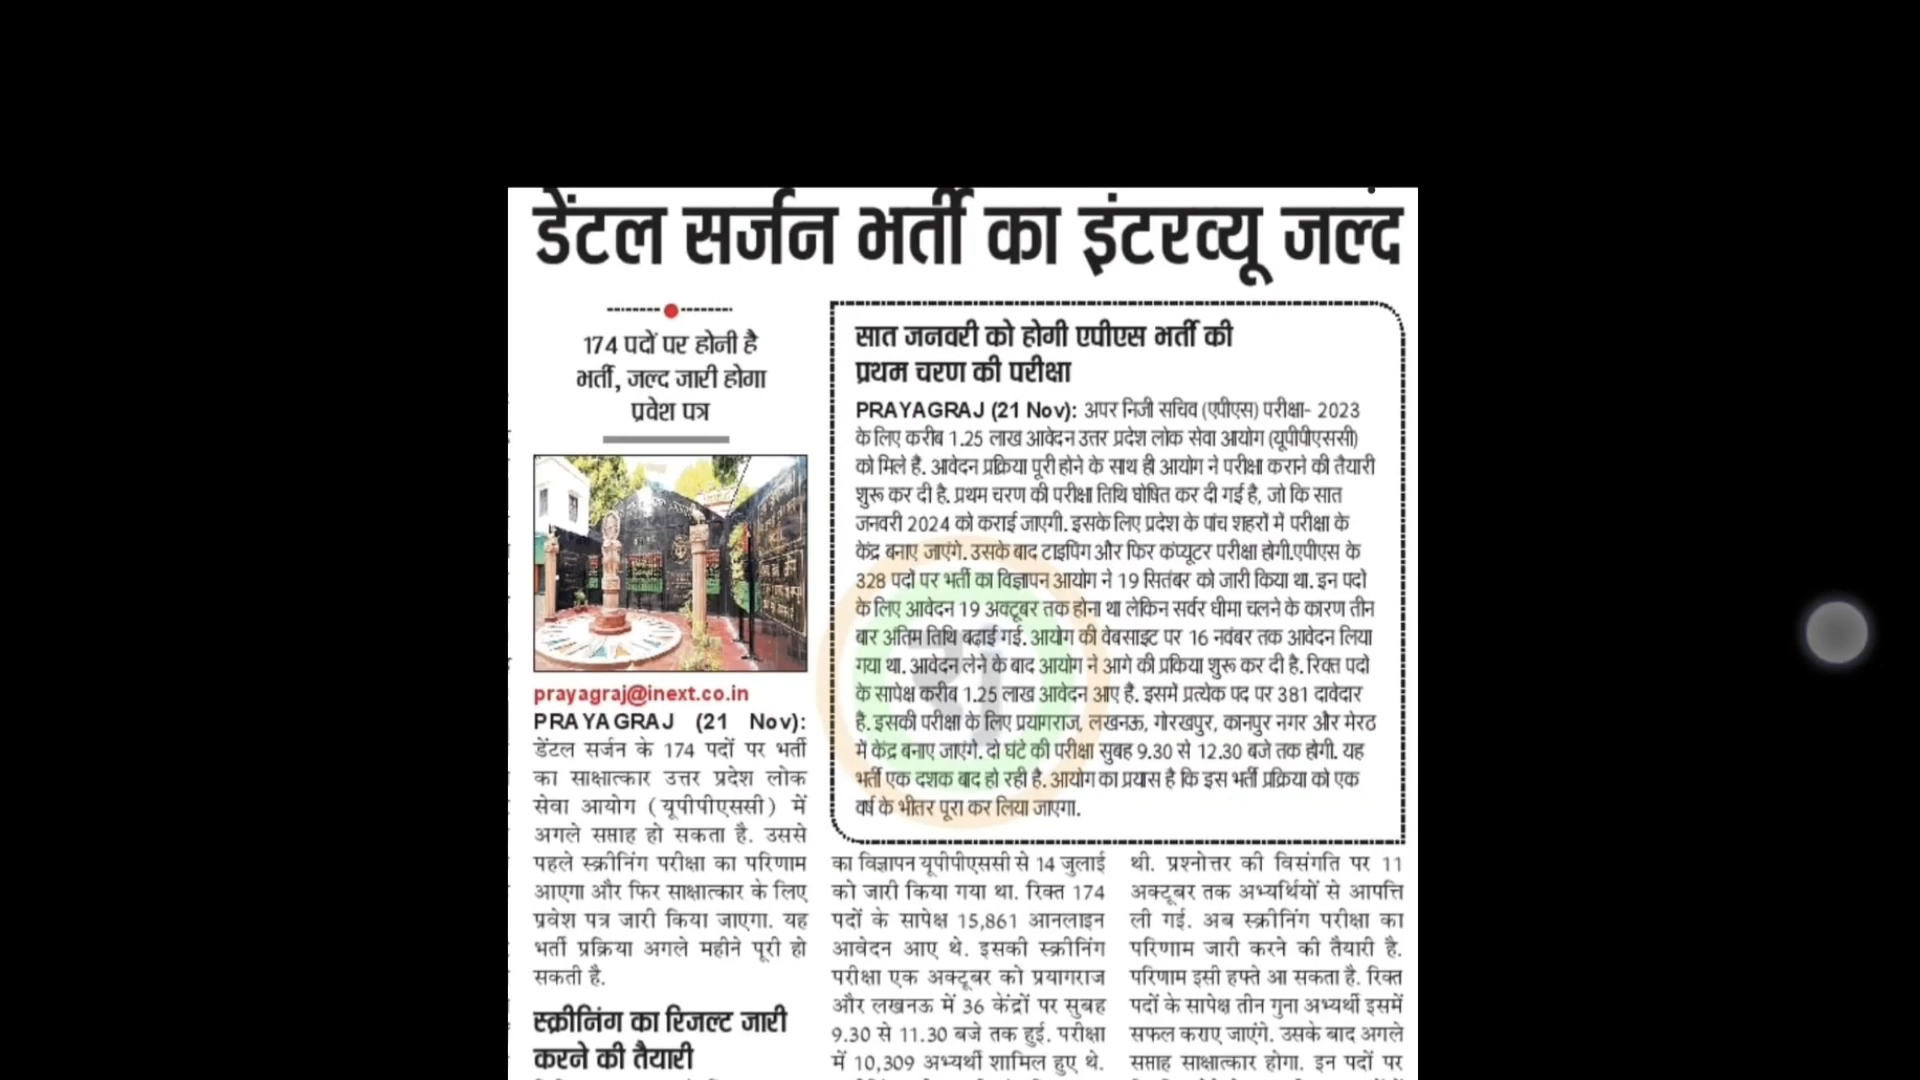 डेंटल सर्जन भर्ती का इंटरव्यू जल्द
174 पदों पर होनी है
भर्ती, जल्द जारी होगा
प्रवेश पत्र
prayagraj@inext.co.in
PRAYAGRAJ (21 Nov):
डेंटल सर्जन के 174 पदों पर भर्ती
का साक्षात्कार उत्तर प्रदेश लोक
सेवा आयोग (यूपीपीएससी) में
अगले सप्ताह हो सकता है. उससे
पहले स्क्रीनिंग परीक्षा का परिणाम
आएगा और फिर साक्षात्कार के लिए
प्रवेश पत्र जारी किया जाएगा. यह
भर्ती प्रक्रिया अगले महीने पूरी हो
सकती है.
स्क्रीनिंग का रिजल्ट जारी
करने की तैयारी
सात जनवरी को होगी एपीएस भर्ती की
प्रथम चरण की परीक्षा
PRAYAGRAJ (21 Nov): अपर निजी सचिव (एपीएस) परीक्षा- 2023
के लिए करीब 1.25 लाख आवेदन उत्तर प्रदेश लोक सेवा आयोग (यूपीपीएससी)
को मिले हैं. आवेदन प्रक्रिया पूरी होने के साथ ही आयोग ने परीक्षा कराने की तैयारी
शुरू कर दी है. प्रथम चरण की परीक्षा तिथि घोषित कर दी गई है, जो कि सात
जनवरी 2024 को कराई जाएगी. इसके लिए प्रदेश के पांच शहरों में परीक्षा के
केंद्र बनाए जाएंगे. उसके बाद टाइपिंग और फिर कंप्यूटर परीक्षा होगी.एपीएस के
328 पदों पर भर्ती का विज्ञापन आयोग ने 19 सितंबर को जारी किया था. इन पदों
के लिए आवेदन 19 अक्टूबर तक होना था लेकिन सर्वर धीमा चलने के कारण तीन
बार अंतिम तिथि बढ़ाई गई. आयोग की वेबसाइट पर 16 नवंबर तक आवेदन लिया
गया था. आवेदन लेने के बाद आयोग ने आगे की प्रकिया शुरू कर दी है. रिक्त पदों
के सापेक्ष करीब 1.25 लाख आवेदन आए हैं. इसमें प्रत्येक पद पर 381 दावेदार
हैं. इसकी परीक्षा के लिए प्रयागराज, लखनऊ, गोरखपुर, कानपुर नगर और मेरठ
में केंद्र बनाए जाएंगे. दो घंटे की परीक्षा सुबह 9.30 से 12.30 बजे तक होगी. यह
भर्ती एक दशक बाद हो रही है. आयोग का प्रयास है कि इस भर्ती प्रक्रिया को एक
वर्ष के भीतर पूरा कर लिया जाएगा.
का विज्ञापन यूपीपीएससी से 14 जुलाई
को जारी किया गया था. रिक्त 174
पदों के सापेक्ष 15,861 आनलाइन
आवेदन आए थे. इसकी स्क्रीनिंग
परीक्षा एक अक्टूबर को प्रयागराज
और लखनऊ में 36 केंद्रों पर सुबह
9.30 से 11.30 बजे तक हुई. परीक्षा
में 10,309 अभ्यर्थी शामिल हुए थे.
थी. प्रश्नोत्तर की विसंगति पर 11
अक्टूबर तक अभ्यर्थियों से आपत्ति
ली गई. अब स्क्रीनिंग परीक्षा का
परिणाम जारी करने की तैयारी है.
परिणाम इसी हफ्ते आ सकता है. रिक्त
पदों के सापेक्ष तीन गुना अभ्यर्थी इसमें
सफल कराए जाएंगे. उसके बाद अगले
सप्ताह साक्षात्कार होगा. इन पदों पर